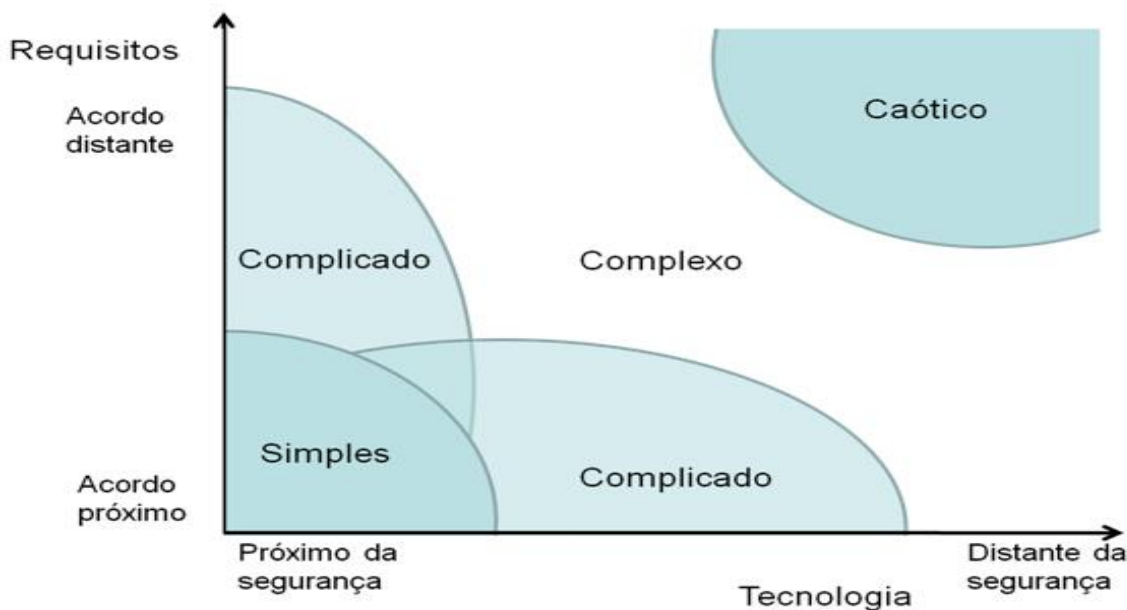 Requisitos
Acordo
distante
Caótico
Complicado
Complexo
Simples
Complicado
Acordo
próximo
Próximo da
segurança
Distante da
segurança
Tecnologia